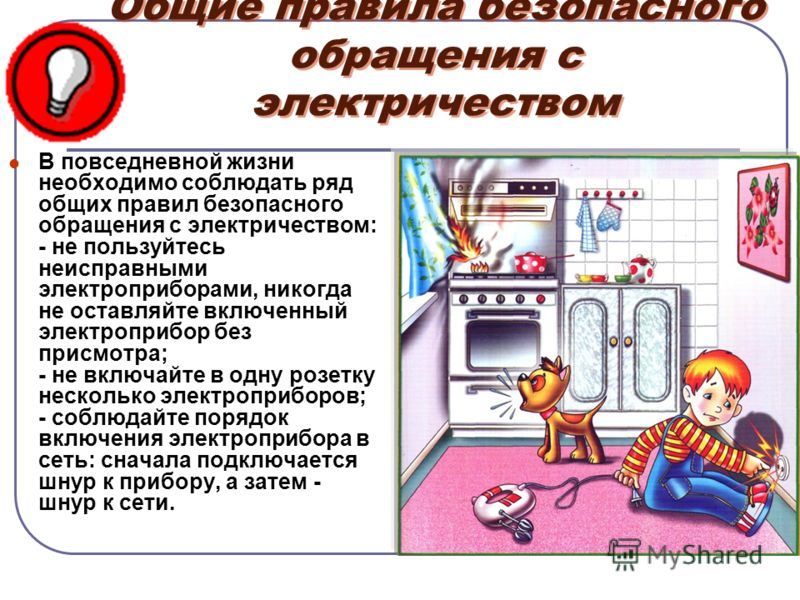 Общие правила безопасного
обращения с
электричеством
В повседневной жизни
необходимо соблюдать ряд
общих правил безопасного
обращения с электричеством:
- не пользуйтесь
неисправными
электроприборами, никогда
не оставляйте включенный
электроприбор без
присмотра;
- не включайте в одну розетку
несколько электроприборов;
- соблюдайте порядок
включения электроприбора в
сеть: сначала подключается
шнур к прибору, а затем -
шнур к сети.
MyShared